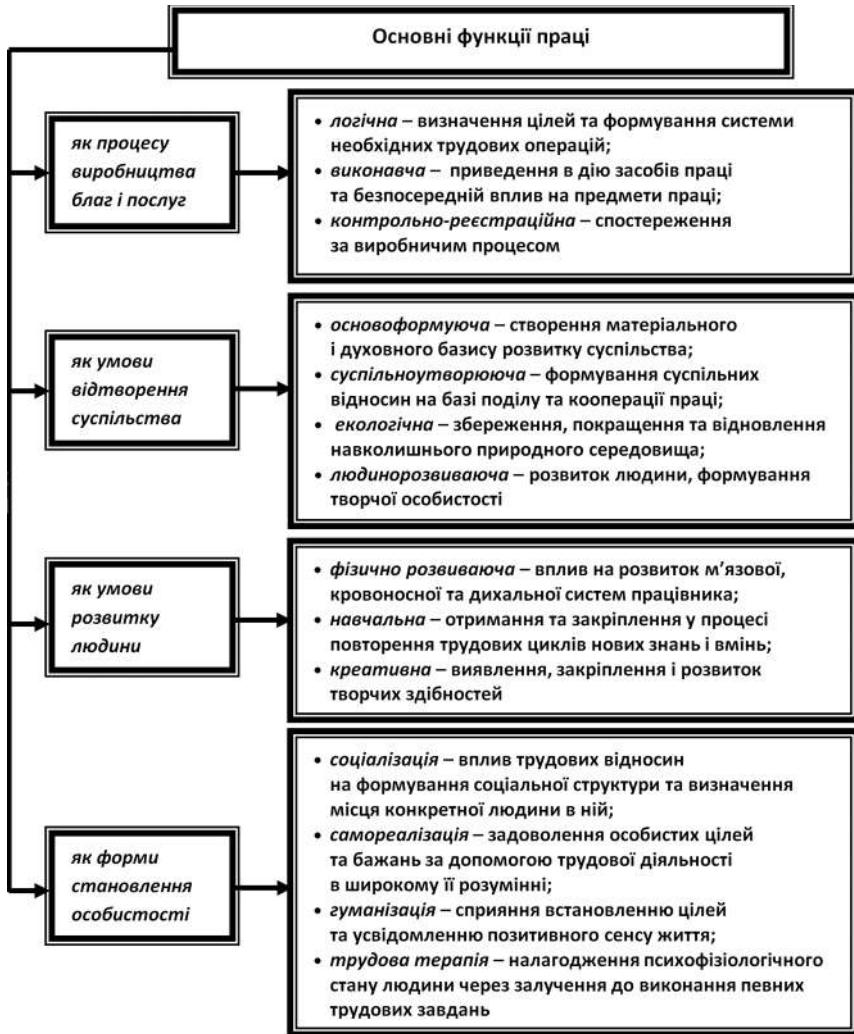 Основні функції праці
як процесу
виробництва
благ і послуг
• логічна – визначення цілей та формування системи
необхідних трудових операцій;
• виконавча – приведення в дію засобів праці
та безпосередній вплив на предмети праці;
• контрольно-реєстраційна – спостереження
за виробничим процесом
як умови
відтворення
суспільства
• основоформуюча – створення матеріального
і духовного базису розвитку суспільства;
• суспільноутворююча – формування суспільних
відносин на базі поділу та кооперації праці;
• екологічна – збереження, покращення та відновлення
навколишнього природного середовища;
• людинорозвиваюча – розвиток людини, формування
творчої особистості
як умови
розвитку
людини
• фізично розвиваюча – вплив на розвиток м’язової,
кровоносної та дихальної систем працівника;
• навчальна – отримання та закріплення у процесі
повторення трудових циклів нових знань і вмінь;
• креативна – виявлення, закріплення і розвиток
творчих здібностей
як форми
становлення
особистості
• соціалізація – вплив трудових відносин
на формування соціальної структури та визначення
місця конкретної людини в ній;
• самореалізація – задоволення особистих цілей
та бажань за допомогою трудової діяльності
в широкому її розумінні;
• гуманізація – сприяння встановленню цілей
та усвідомленню позитивного сенсу життя;
• трудова терапія – налагодження психофізіологічного
стану людини через залучення до виконання певних
трудових завдань